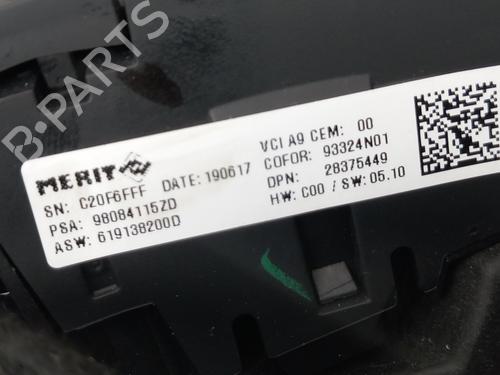 MERIT
SN: C20F6FFF DATE: 190617
PSA: 98084115ZD
ASW: 619138200D
VCI A9 CEM: 00
COFOR: 93324N01
DPN: 28375449
HW: C00 / SW: 05.10
B-PARTS